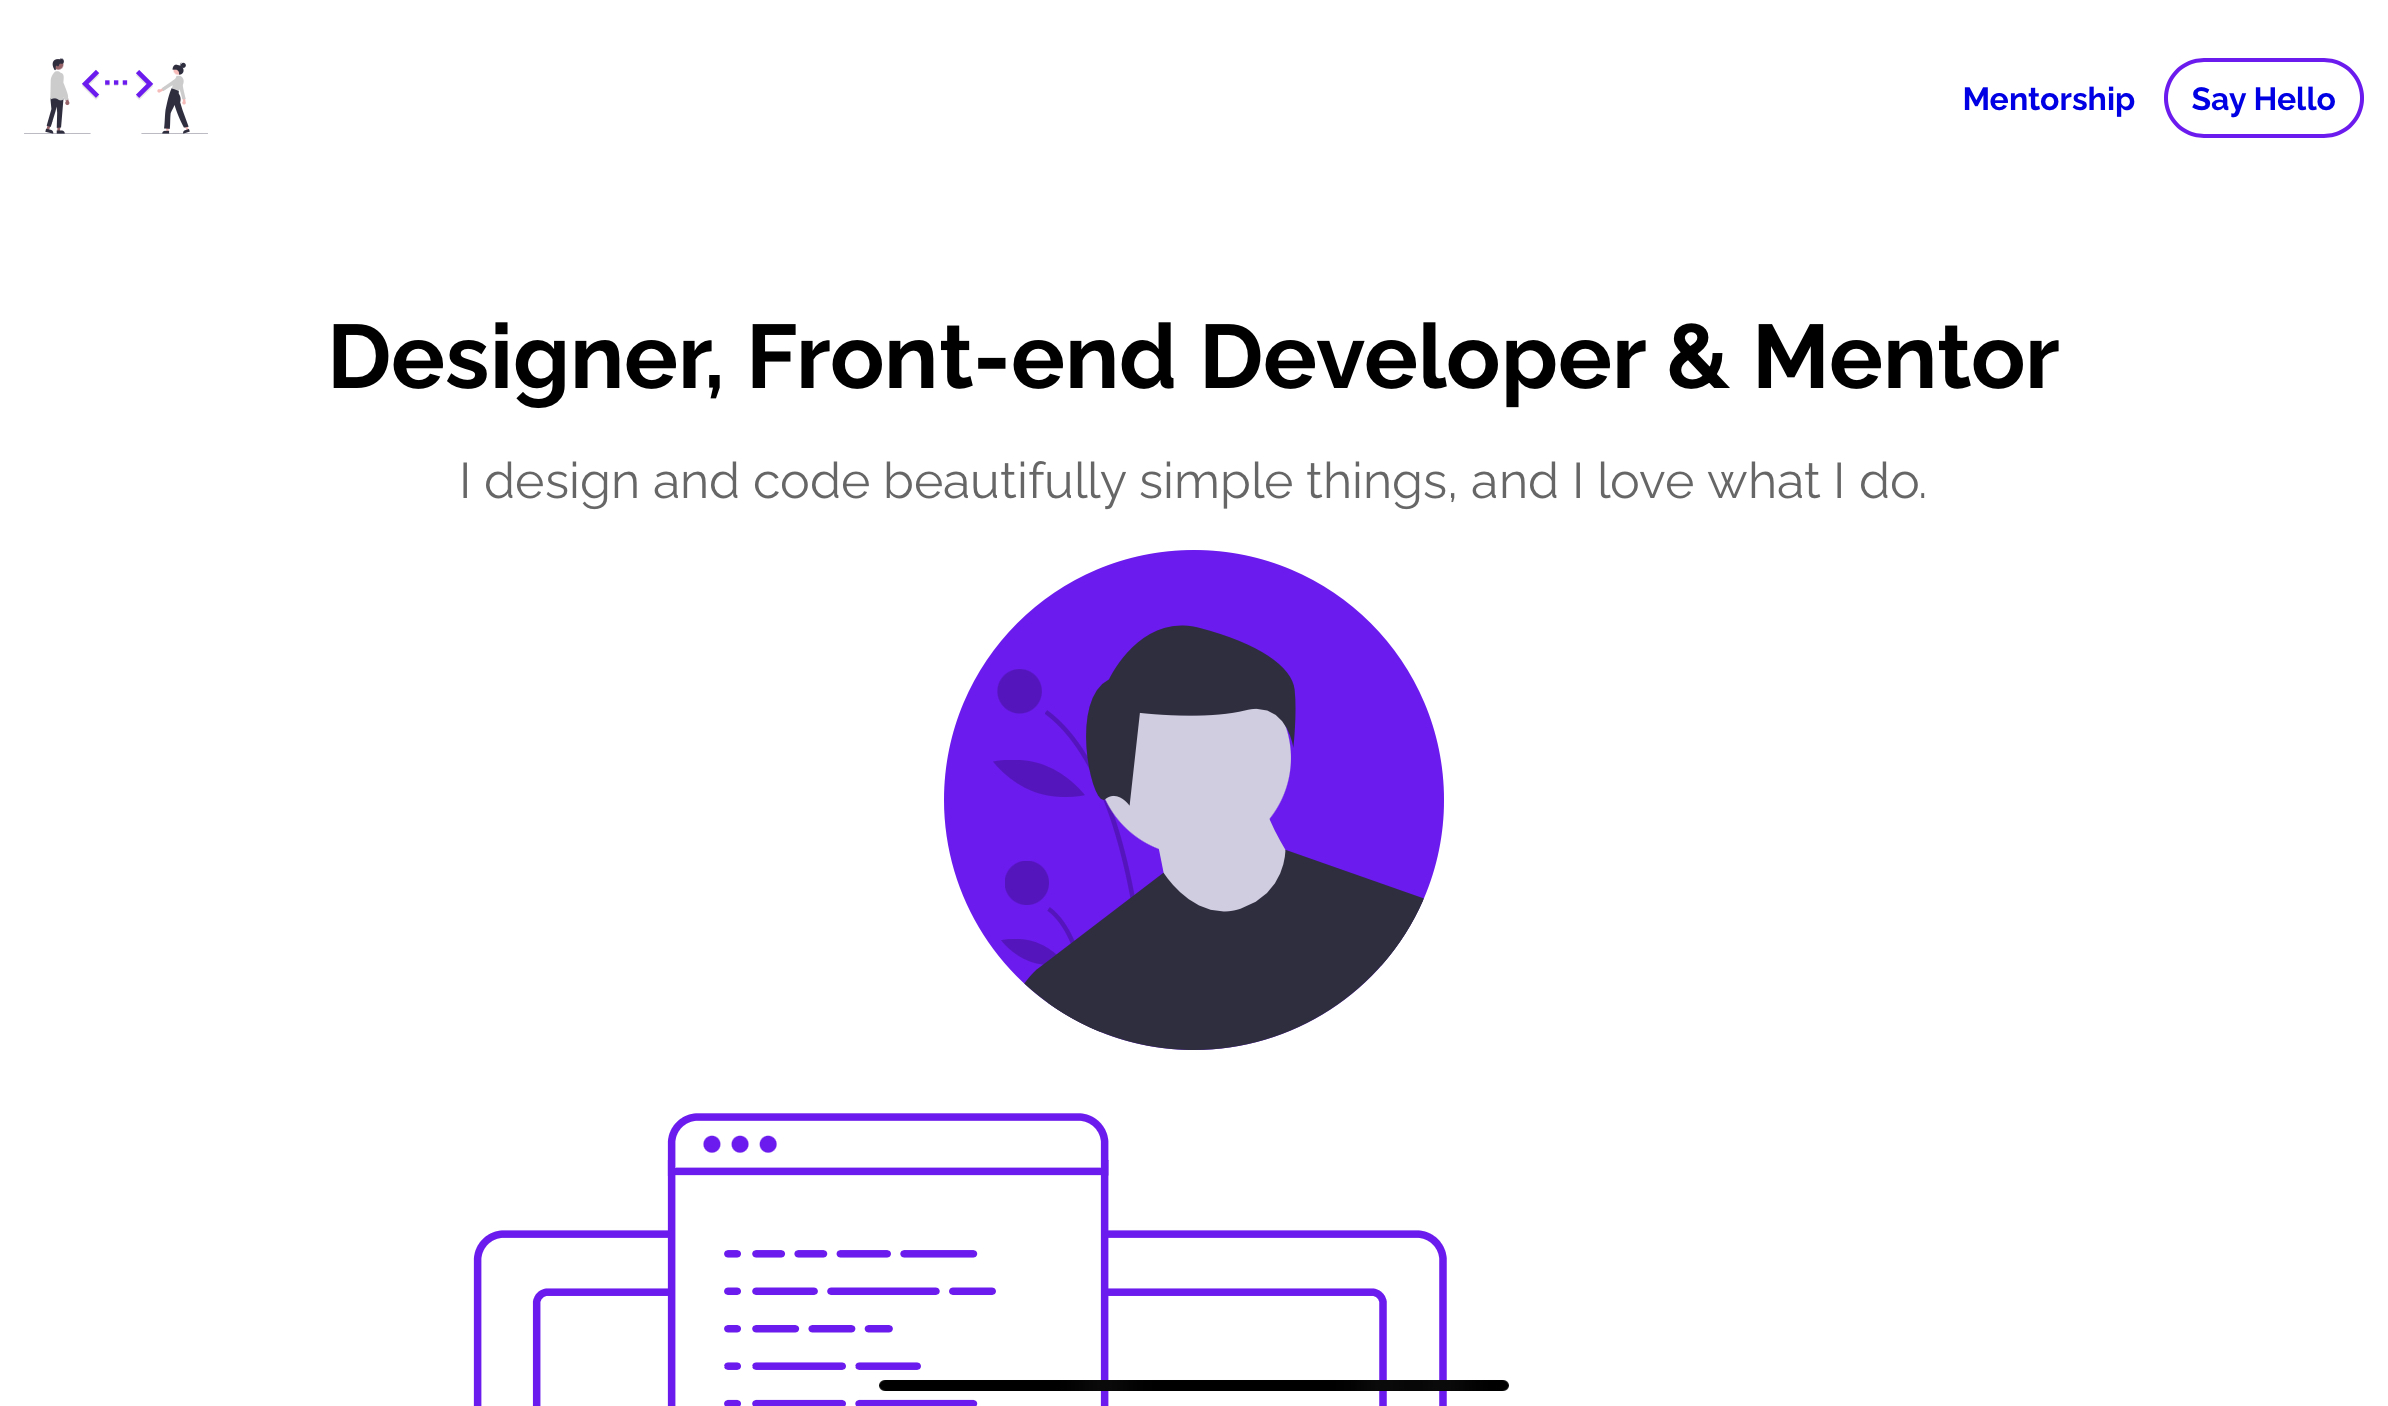 Mentorship
Say Hello
Designer, Front-end Developer & Mentor
I design and code beautifully simple things, and I love what I do.